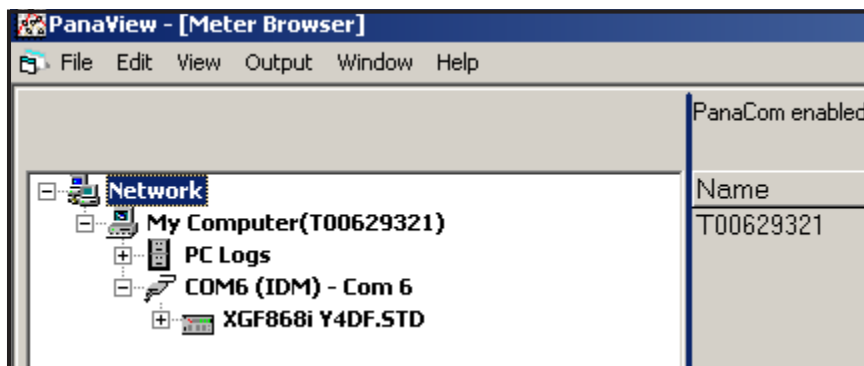 PanaView - [Meter Browser]
File Edit View Output Window Help
PanaCom enabled
Network
My Computer(T00629321)
PC Logs
COM6 (IDM) - Com 6
XGF868i Y4DF.STD
Name
T00629321